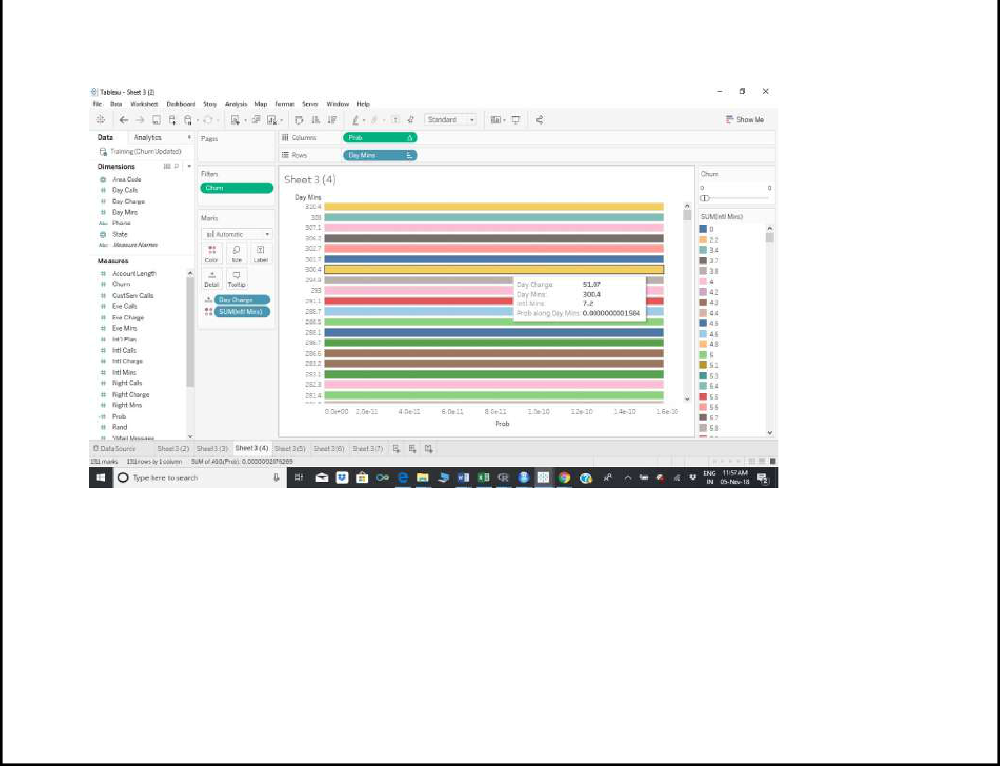 Tableau - Sheet 3 (2)
File Data Worksheet Dashboard Story Analysis Map Format Server Window Help
Standard
Show Me
Data Analytics
Training (Churn Updated)
Dimensions
Area Code
Day Calls
Day Charge
Day Mins
Abc Phone
State
Abc Measure Names
Measures
Account Length
Churn
CustServ Calls
Eve Calls
Eve Charge
Eve Mins
Int'l Plan
Intl Calls
Intl Charge
Intl Mins
Night Calls
Night Charge
Night Mins
Prob
Rand
VMail Message
Pages
Filters
Churn
Marks
Automatic
Color Size Label
Detail Tooltip
Day Charge
SUM(Intl Mins)
Columns Prob
Rows Day Mins
Sheet 3 (4)
Day Mins
310.4
308
307.1
306.2
302.7
301.7
300.4
294.9
293
291.1
288.7
288.5
288.1
286.7
286.6
283.2
283.1
282.3
281.4
Day Charge: 51.07
Day Mins: 300.4
Intl Mins: 7.2
Prob along Day Mins: 0.0000000001584
0.0e+00 2.0e-11 4.0e-11 6.0e-11 8.0e-11 1.0e-10 1.2e-10 1.4e-10 1.6e-10
Prob
Churn
0 0
SUM(Intl Mins)
0
2.2
3.4
3.7
3.8
4
4.2
4.3
4.4
4.5
4.6
4.8
5
5.1
5.3
5.4
5.5
5.6
5.7
5.8
Data Source Sheet 3 (2) Sheet 3 (3) Sheet 3 (4) Sheet 3 (5) Sheet 3 (6) Sheet 3 (7)
1311 marks 1311 rows by 1 column SUM of AGG(Prob): 0.0000002076269
Type here to search
ENG 11:57 AM
IN 05-Nov-18